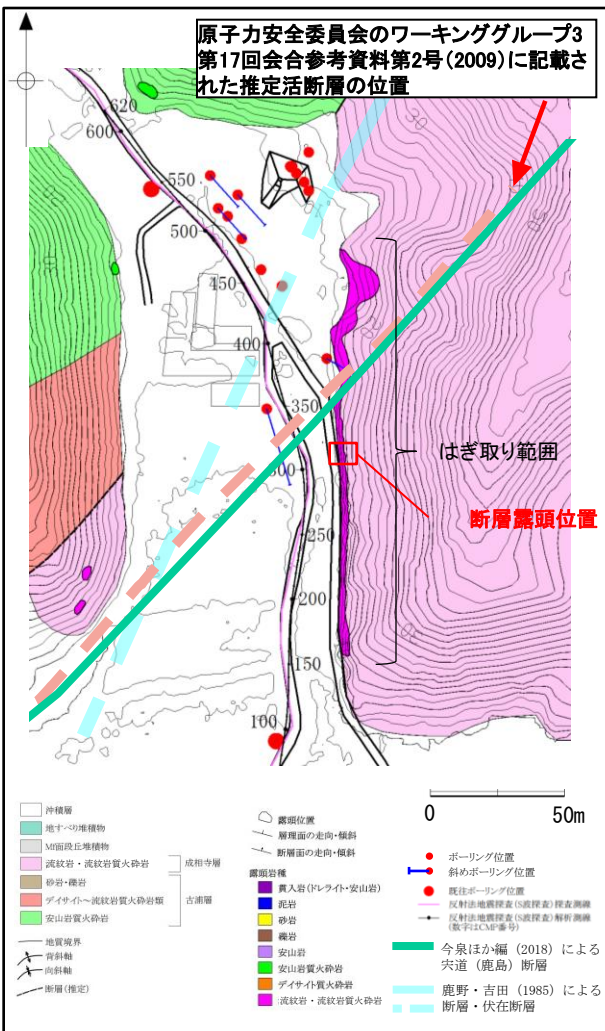 原子力安全委員会のワーキンググループ3
第17回会合参考資料第2号(2009)に記載さ
れた推定活断層の位置
620
600
550
500
450
400
350
300
250
200
150
100
はぎ取り範囲
断層露頭位置
0 50m
沖積層
地すべり堆積物
MI面段丘堆積物
流紋岩・流紋岩質火砕岩
成相寺層
砂岩・礫岩
デイサイト~流紋岩質火砕岩類
古浦層
安山岩質火砕岩
地質境界
背斜軸
向斜軸
断層(推定)
露頭位置
層理面の走向・傾斜
断層面の走向・傾斜
露頭岩種
貫入岩(ドレライト・安山岩)
泥岩
砂岩
礫岩
安山岩
安山岩質火砕岩
デイサイト質火砕岩
流紋岩・流紋岩質火砕岩
ボーリング位置
斜めボーリング位置
既往ボーリング位置
反射法地震探査(S波探査)探査測線
反射法地震探査(S波探査)解析測線
(数字はCMP番号)
今泉ほか編(2018)による
宍道(鹿島)断層
鹿野・吉田(1985)による
断層・伏在断層